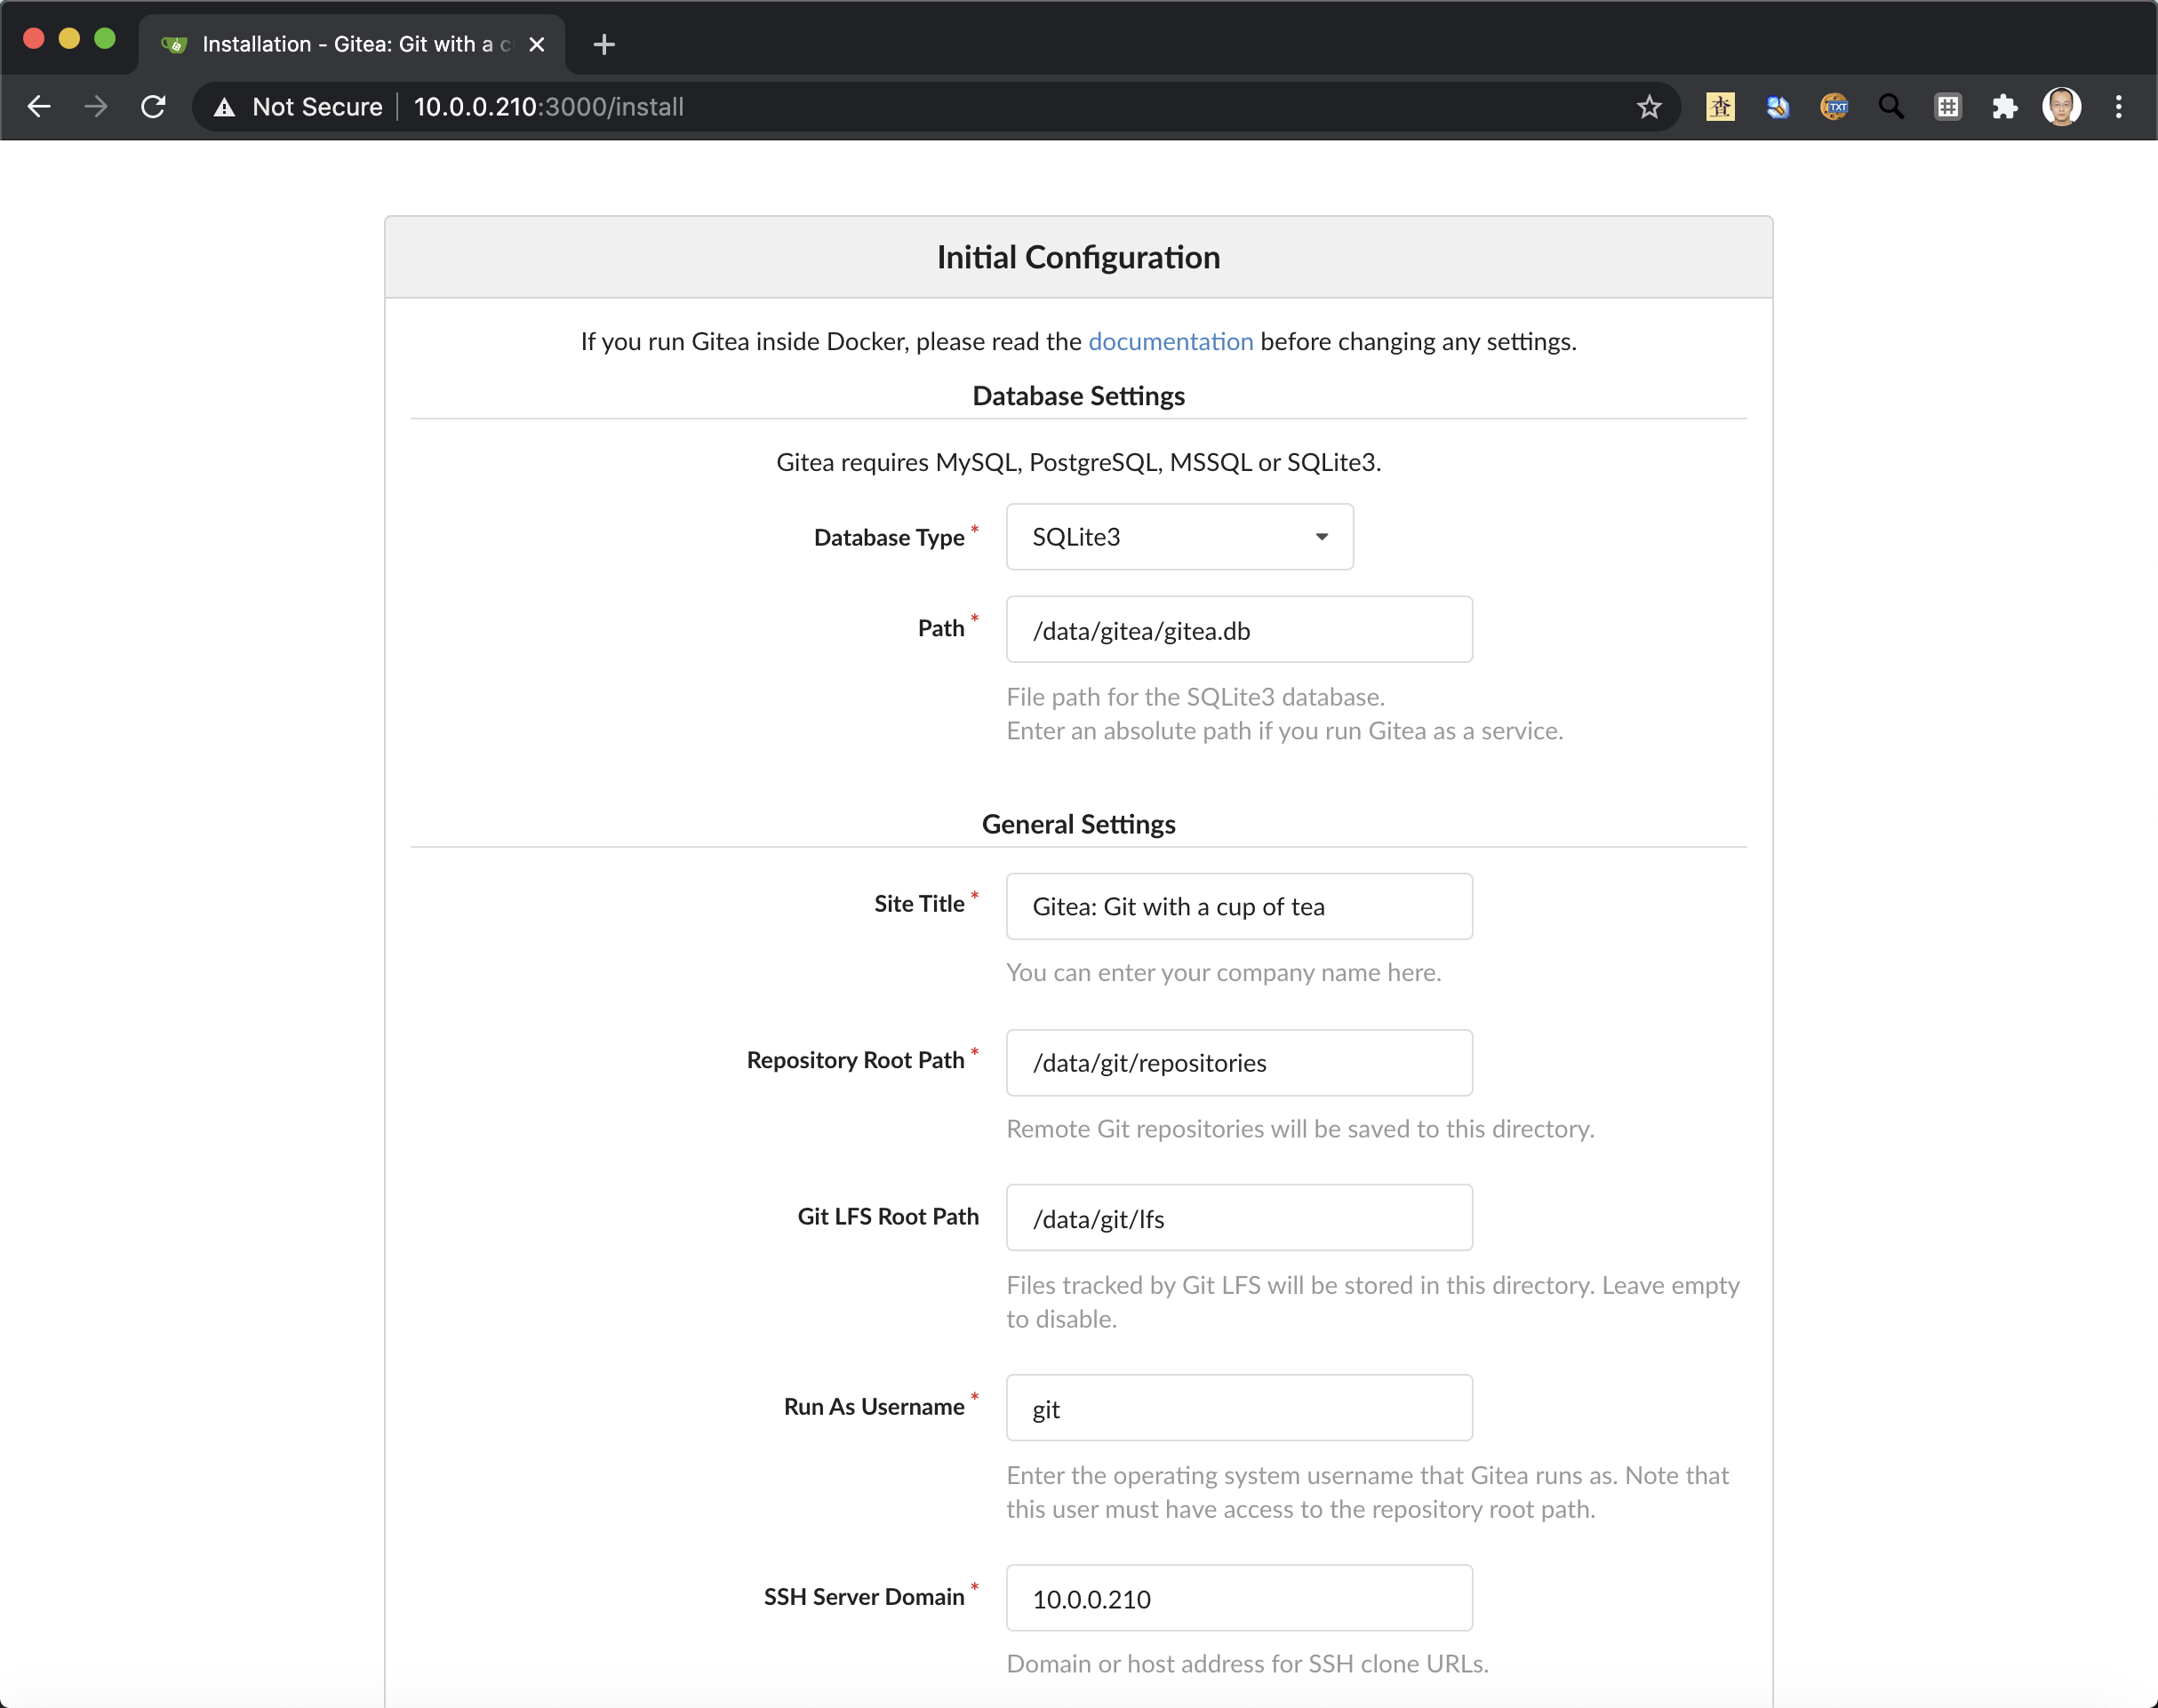 Installation - Gitea: Git with a c
Not Secure 10.0.0.210:3000/install
查
TXT
Initial Configuration
If you run Gitea inside Docker, please read the documentation before changing any settings.
Database Settings
Gitea requires MySQL, PostgreSQL, MSSQL or SQLite3.
Database Type * SQLite3
Path * /data/gitea/gitea.db
File path for the SQLite3 database.
Enter an absolute path if you run Gitea as a service.
General Settings
Site Title * Gitea: Git with a cup of tea
You can enter your company name here.
Repository Root Path * /data/git/repositories
Remote Git repositories will be saved to this directory.
Git LFS Root Path /data/git/lfs
Files tracked by Git LFS will be stored in this directory. Leave empty
to disable.
Run As Username * git
Enter the operating system username that Gitea runs as. Note that
this user must have access to the repository root path.
SSH Server Domain * 10.0.0.210
Domain or host address for SSH clone URLs.